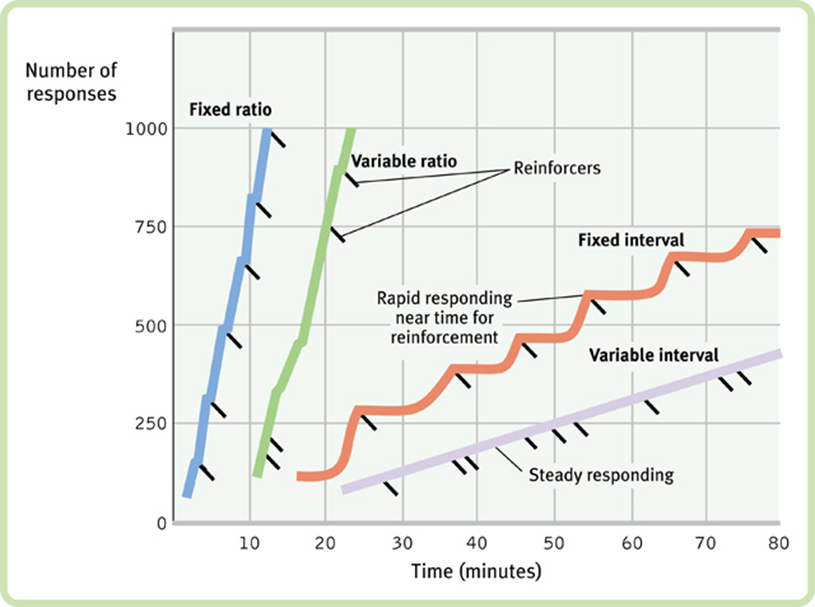 Number of
responses
Fixed ratio
1000
Variable ratio
Reinforcers
750
Fixed interval
Rapid responding
near time for
reinforcement
500
Variable interval
250
Steady responding
0
10 20 30 40 50 60 70 80
Time (minutes)